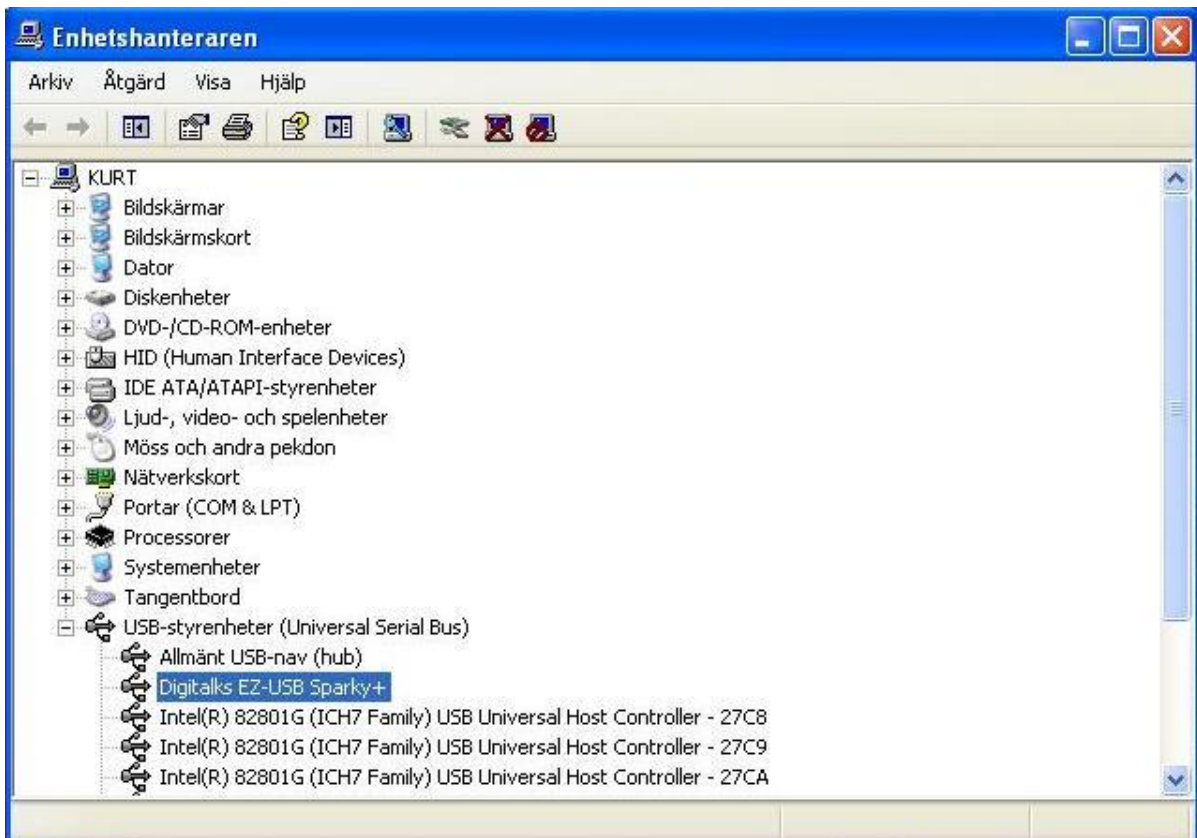 Enhetshanteraren
Arkiv Åtgärd Visa Hjälp
KURT
Bildskärmar
Bildskärmskort
Dator
Diskenheter
DVD-/CD-ROM-enheter
HID (Human Interface Devices)
IDE ATA/ATAPI-styrenheter
Ljud-, video- och spelenheter
Möss och andra pekdon
Nätverkskort
Portar (COM & LPT)
Processorer
Systemenheter
Tangentbord
USB-styrenheter (Universal Serial Bus)
Allmänt USB-nav (hub)
Digitalks EZ-USB Sparky+
Intel(R) 82801G (ICH7 Family) USB Universal Host Controller - 27C8
Intel(R) 82801G (ICH7 Family) USB Universal Host Controller - 27C9
Intel(R) 82801G (ICH7 Family) USB Universal Host Controller - 27CA